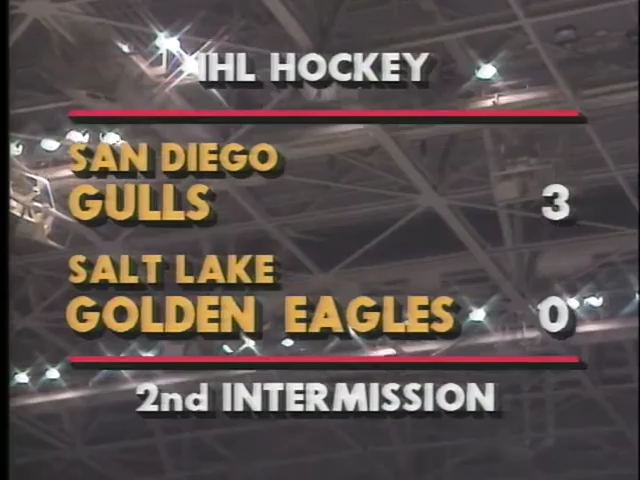 IHL HOCKEY
SAN DIEGO
GULLS 3
SALT LAKE
GOLDEN EAGLES 0
2nd INTERMISSION